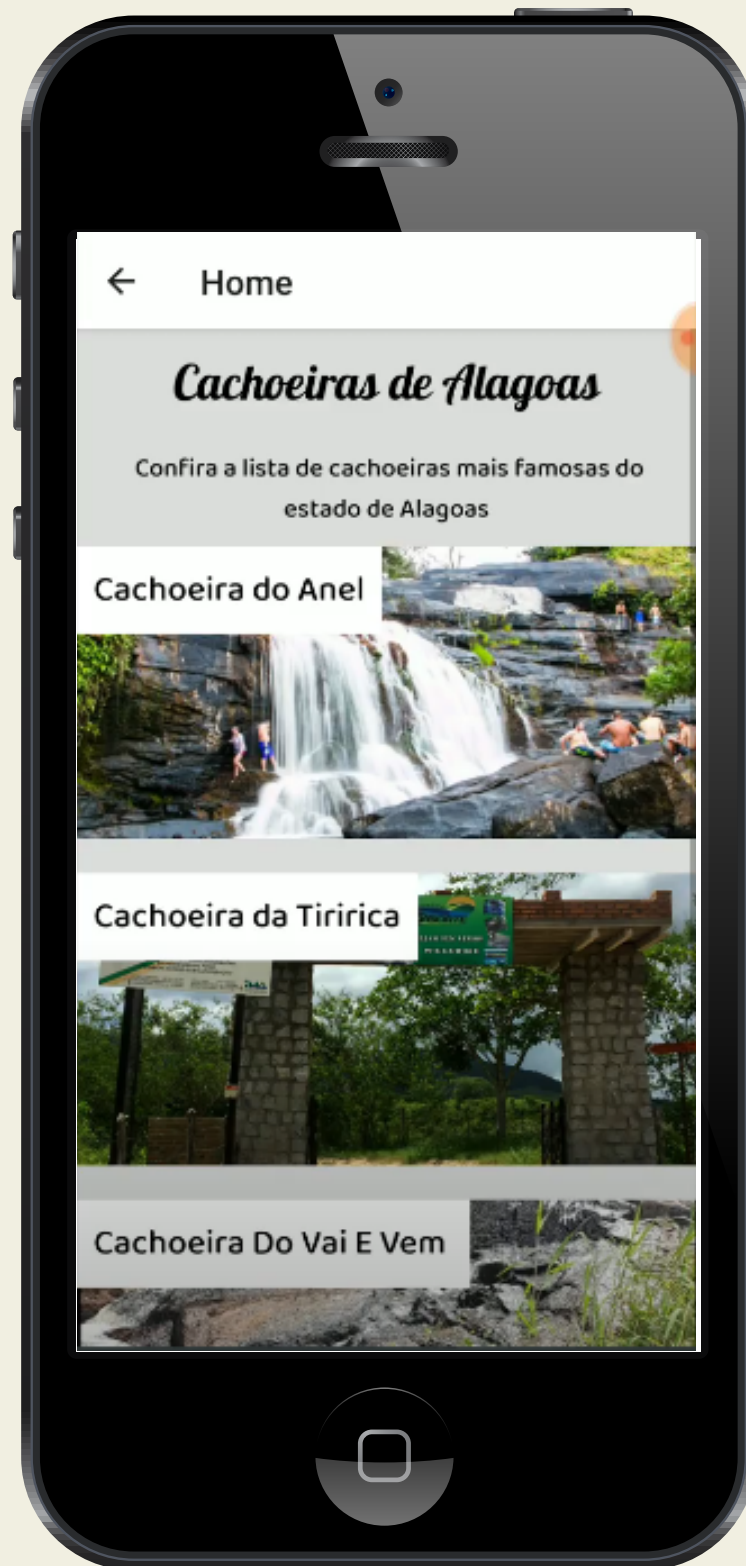 Home
Cachoeiras de Alagoas
Confira a lista de cachoeiras mais famosas do
estado de Alagoas
Cachoeira do Anel
Cachoeira da Tiririca
Cachoeira Do Vai E Vem